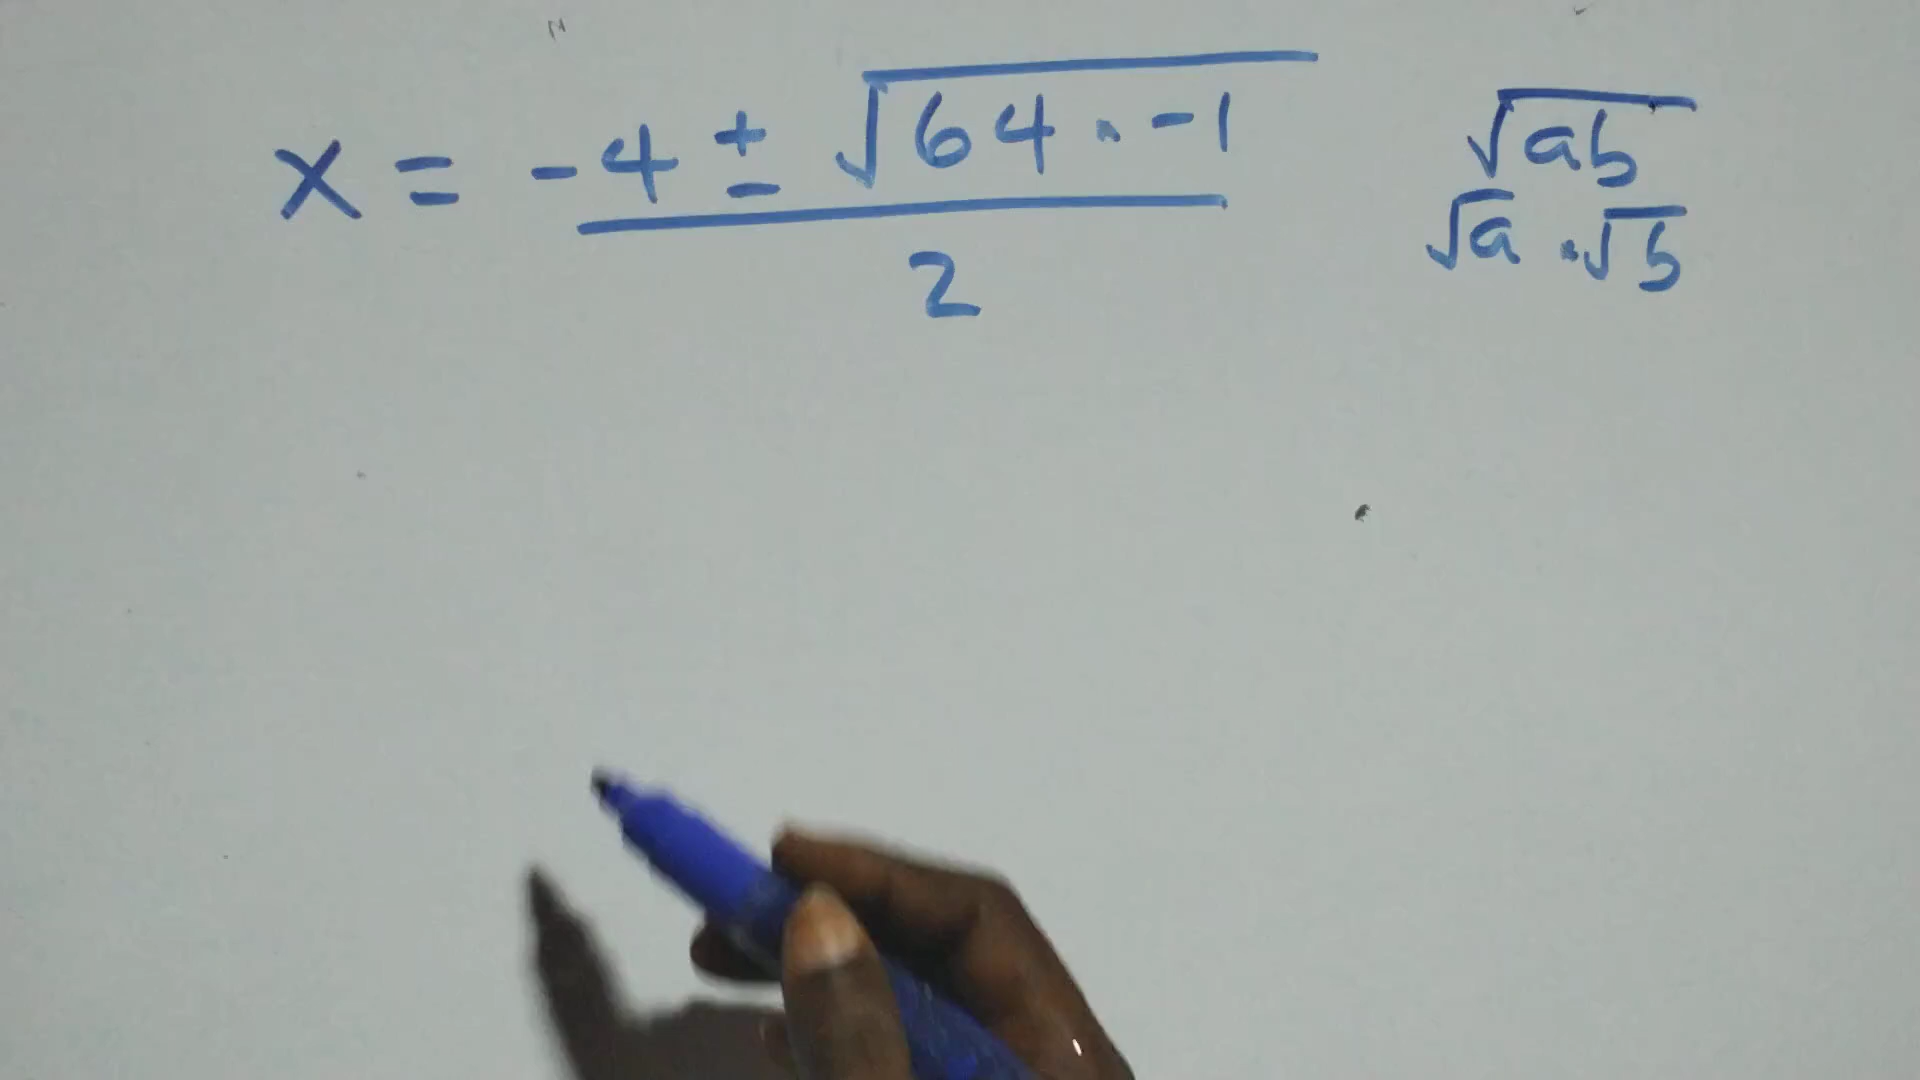 x = -4 ± √64 · -1
2
√ab
√a · √b